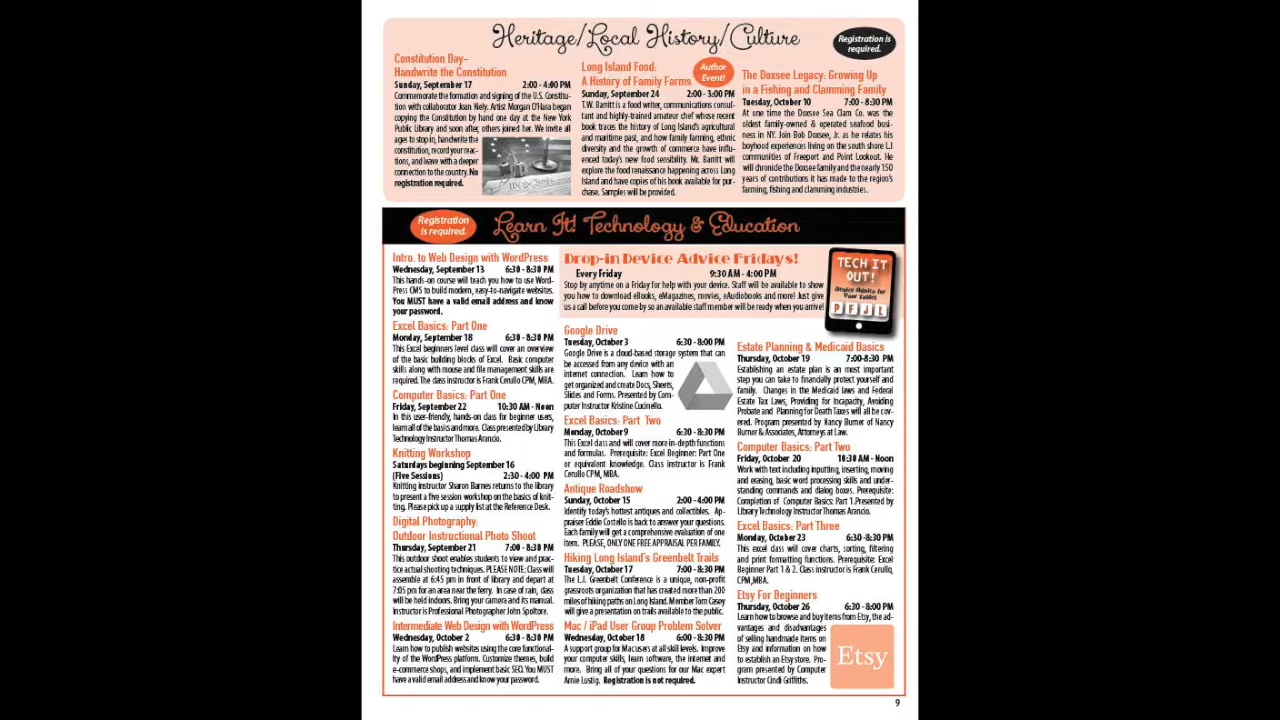 Heritage/Local History/Culture
Registration is
required.
Constitution Day–
Handwrite the Constitution
Sunday, September 17 2:00 - 4:00 PM
Commemorate the formation and signing of the U.S. Constitu-
tion with collaborator Joan Nely. Artist Morgan O'Hara began
copying the Constitution by hand one day at the New York
Public Library and soon after, others joined her. We invite all
ages to stop in, handwrite the
constitution, record your reac-
tions, and leave with a deeper
connection to the country. No
registration required.
Long Island Food:
A History of Family Farms
Author
Event!
Sunday, September 24 2:00 - 3:00 PM
T.W. Barritt is a food writer, communications consul-
tant and highly-trained amateur chef whose recent
book traces the history of Long Island's agricultural
and maritime past, and how family farming, ethnic
diversity and the growth of commerce have influ-
enced today's new food sensibility. Mr. Barritt will
explore the food renaissance happening across Long
Island and have copies of his book available for pur-
chase. Samples will be provided.
The Doxsee Legacy: Growing Up
in a Fishing and Clamming Family
Tuesday, October 10 7:00 - 8:30 PM
At one time the Doxsee Sea Clam Co. was the
oldest family-owned & operated seafood busi-
ness in NY. Join Bob Doxsee, Jr. as he relates his
boyhood experiences living on the south shore L.I
communities of Freeport and Point Lookout. He
will chronicle the Doxsee family and the nearly 150
years of contributions it has made to the region's
farming, fishing and clamming industries.
Registration
is required.
Learn It! Technology & Education
Intro. to Web Design with WordPress
Wednesday, September 13 6:30 - 8:30 PM
This hands-on course will teach you how to use Word-
Press CMS to build modern, easy-to-navigate websites.
You MUST have a valid email address and know
your password.
Excel Basics: Part One
Monday, September 18 6:30 - 8:30 PM
This Excel beginners level class will cover an overview
of the basic building blocks of Excel. Basic computer
skills along with mouse and file management skills are
required. The class instructor is Frank Cerullo CPM, MBA.
Computer Basics: Part One
Friday, September 22 10:30 AM - Noon
In this user-friendly, hands-on class for beginner users,
learn all of the basics and more. Class presented by Library
Technology Instructor Thomas Arancio.
Knitting Workshop
Saturdays beginning September 16
(Five Sessions) 2:30 - 4:00 PM
Knitting instructor Sharon Barnes returns to the library
to present a five session workshop on the basics of knit-
ting. Please pick up a supply list at the Reference Desk.
Digital Photography:
Outdoor Instructional Photo Shoot
Thursday, September 21 7:00 - 8:30 PM
This outdoor shoot enables students to view and prac-
tice actual shooting techniques. PLEASE NOTE: Class will
assemble at 6:45 pm in front of library and depart at
7:05 pm for an area near the ferry. In case of rain, class
will be held indoors. Bring your camera and its manual.
Instructor is Professional Photographer John Spoltore.
Intermediate Web Design with WordPress
Wednesday, October 2 6:30 - 8:30 PM
Learn how to publish websites using the core functional-
ity of the WordPress platform. Customize themes, build
e-commerce shops, and implement basic SEO. You MUST
have a valid email address and know your password.
Drop-in Device Advice Fridays!
Every Friday 9:30 AM - 4:00 PM
Stop by anytime on a Friday for help with your device. Staff will be available to show
you how to download eBooks, eMagazines, movies, eAudiobooks and more! Just give
us a call before you come by so an available staff member will be ready when you arrive!
TECH IT
OUT!
Device Advice for
Your Tablet
Google Drive
Tuesday, October 3 6:30 - 8:00 PM
Google Drive is a cloud-based storage system that can
be accessed from any device with an
internet connection. Learn how to
get organized and create Docs, Sheets,
Slides and Forms. Presented by Com-
puter Instructor Kristine Cucinello.
Excel Basics: Part Two
Monday, October 9 6:30 - 8:30 PM
This Excel class and will cover more in-depth functions
and formulas. Prerequisite: Excel Beginner: Part One
or equivalent knowledge. Class instructor is Frank
Cerullo CPM, MBA.
Antique Roadshow
Sunday, October 15 2:00 - 4:00 PM
Identify today's hottest antiques and collectibles. Ap-
praiser Eddie Costello is back to answer your questions.
Each family will get a comprehensive evaluation of one
item. PLEASE, ONLY ONE FREE APPRAISAL PER FAMILY.
Hiking Long Island's Greenbelt Trails
Tuesday, October 17 7:00 - 8:30 PM
The L.I. Greenbelt Conference is a unique, non-profit
grassroots organization that has created more than 200
miles of hiking paths on Long Island. Member Tom Casey
will give a presentation on trails available to the public.
Mac / iPad User Group Problem Solver
Wednesday, October 18 6:00 - 8:30 PM
A support group for Mac users at all skill levels. Improve
your computer skills, learn software, the internet and
more. Bring all of your questions for our Mac expert
Arnie Lustig. Registration is not required.
Estate Planning & Medicaid Basics
Thursday, October 19 7:00-8:30 PM
Establishing an estate plan is an most important
step you can take to financially protect yourself and
family. Changes in the Medicaid laws and Federal
Estate Tax Laws, Providing for Incapacity, Avoiding
Probate and Planning for Death Taxes will all be cov-
ered. Program presented by Nancy Burner of Nancy
Burner & Associates, Attorneys at Law.
Computer Basics: Part Two
Friday, October 20 10:30 AM - Noon
Work with text including inputting, inserting, moving
and erasing, basic word processing skills and under-
standing commands and dialog boxes. Prerequisite:
Completion of Computer Basics: Part 1. Presented by
Library Technology Instructor Thomas Arancio.
Excel Basics: Part Three
Monday, October 23 6:30 -8:30 PM
This excel class will cover charts, sorting, filtering
and print formatting functions. Prerequisite: Excel
Beginner Part 1 & 2. Class instructor is Frank Cerullo,
CPM,MBA.
Etsy For Beginners
Thursday, October 26 6:30 - 8:00 PM
Learn how to browse and buy items from Etsy, the ad-
vantages and disadvantages
of selling handmade items on
Etsy and information on how
to establish an Etsy store. Pro-
gram presented by Computer
Instructor Cindi Griffiths.
Etsy
9